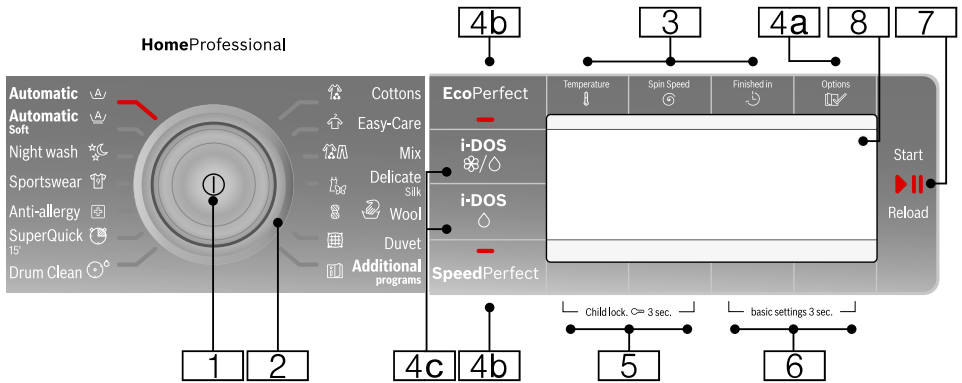 4b
3
4a
8
7
HomeProfessional
Automatic
Automatic
Soft
Night wash
Sportswear
Anti-allergy
SuperQuick
15'
Drum Clean
Cottons
Easy-Care
Mix
Delicate
Silk
Wool
Duvet
Additional
programs
EcoPerfect
i-DOS
i-DOS
SpeedPerfect
Temperature
Spin Speed
Finished in
Options
Start
Reload
Child lock. 3 sec.
basic settings 3 sec.
1
2
4c
4b
5
6